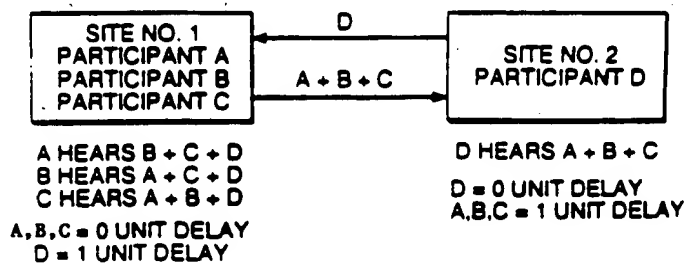 SITE NO. 1
PARTICIPANT A
PARTICIPANT B
PARTICIPANT C
D
A + B + C
SITE NO. 2
PARTICIPANT D
A HEARS B + C + D
B HEARS A + C + D
C HEARS A + B + D
A,B,C = 0 UNIT DELAY
D = 1 UNIT DELAY
D HEARS A + B + C
D = 0 UNIT DELAY
A,B,C = 1 UNIT DELAY